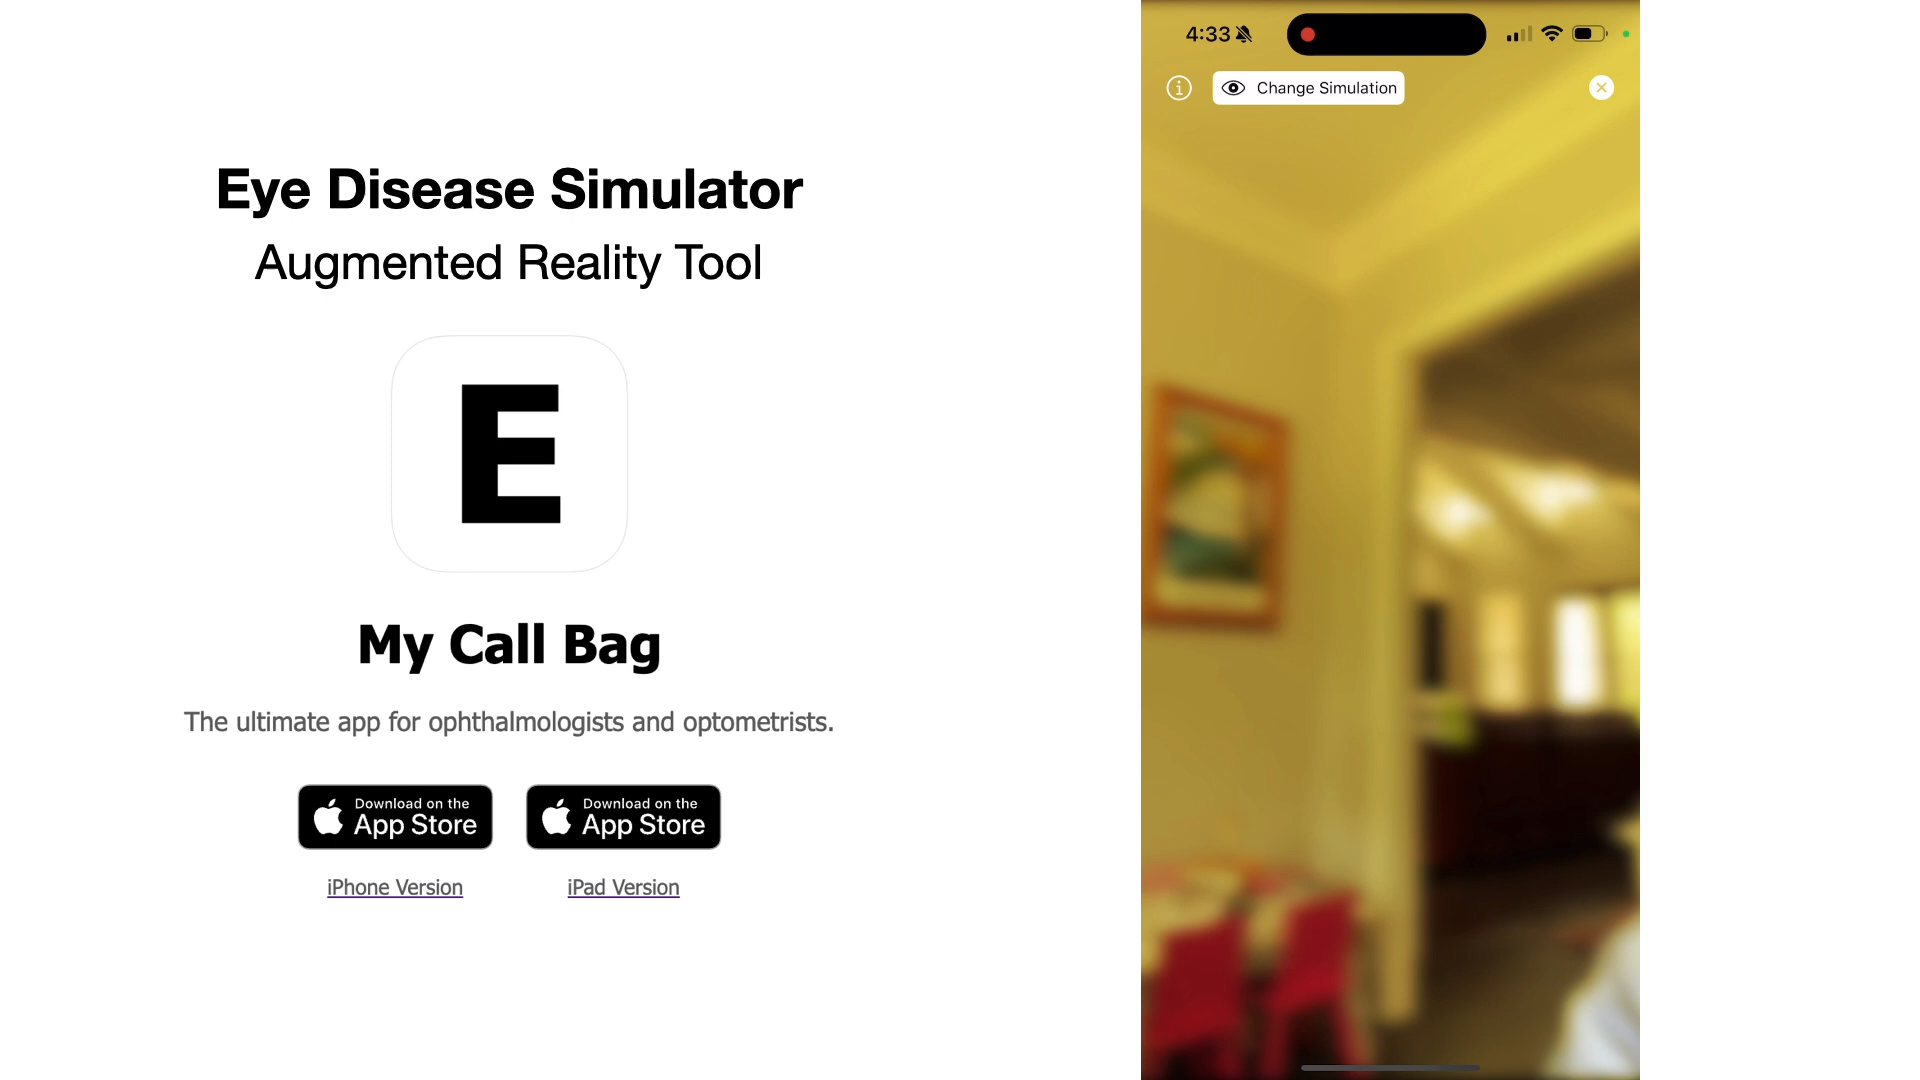 Eye Disease Simulator
Augmented Reality Tool
E
My Call Bag
The ultimate app for ophthalmologists and optometrists.
Download on the
App Store
Download on the
App Store
iPhone Version
iPad Version
4:33
i
Change Simulation